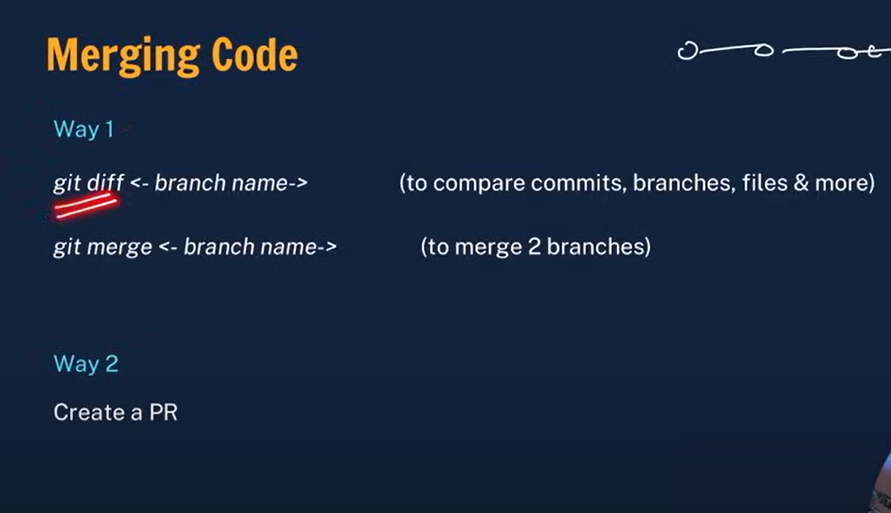 Merging Code
Way 1
git diff <- branch name-> (to compare commits, branches, files & more)
git merge <- branch name-> (to merge 2 branches)
Way 2
Create a PR